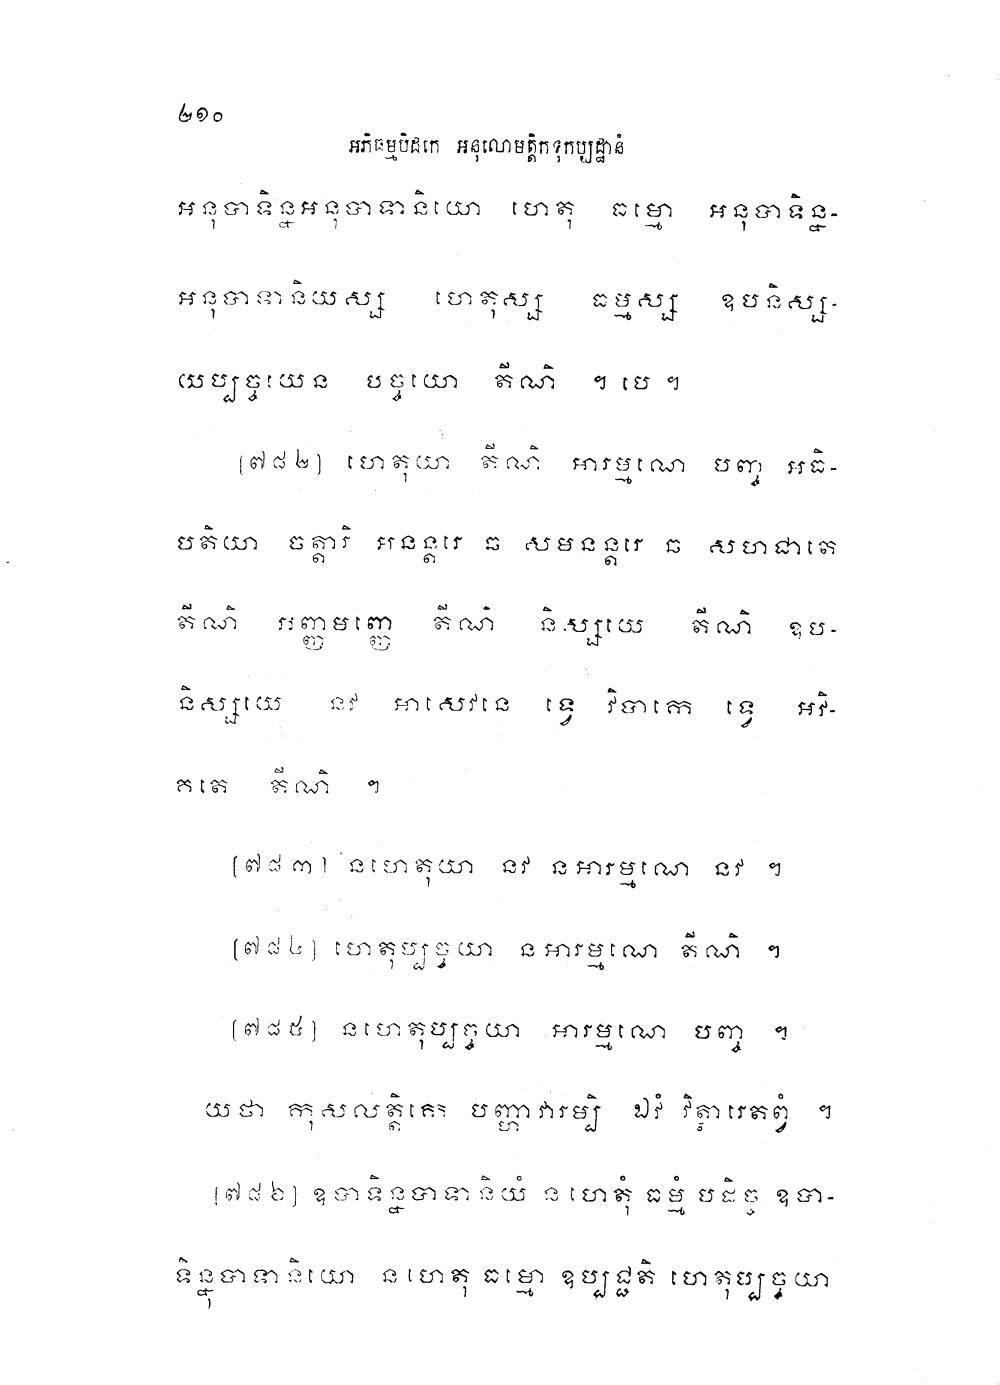 ២១០
អភិធម្មបិដកេ អនុលោមត្តិកទុកប្បដ្ឋានំ
អនុបាទិន្នអនុបាទានិយោ ហេតុ ធម្មោ អនុបាទិន្ន-
អនុបាទានិយស្ស ហេតុស្ស ធម្មស្ស ឧបនិស្ស-
យប្បច្ចយេន បច្ចយោ តីណិ ។ បេ ។
[៧៨២] ហេតុយា តីណិ អារម្មណេ បញ្ច អធិ-
បតិយា ចត្តារិ អនន្តរេ ឆ សមនន្តរេ ឆ សហជាតេ
តីណិ អញ្ញមញ្ញេ តីណិ និស្សយេ តីណិ ឧប-
និស្សយេ នវ អាសេវនេ ទ្វេ វិបាកេ ទ្វេ អវិ-
កតេ តីណិ ។
[៧៨៣] នហេតុយា នវ នអារម្មណេ នវ ។
[៧៨៤] ហេតុប្បច្ចយា នអារម្មណេ តីណិ ។
[៧៨៥] នហេតុប្បច្ចយា អារម្មណេ បញ្ច ។
យថា កុសលត្តិកេ បញ្ហាវារម្បិ ឯវំ វិត្ថារេតព្វំ ។
[៧៨៦] ឧបាទិន្នុបាទានិយំ នហេតុំ ធម្មំ បដិច្ច ឧបា-
ទិន្នុបាទានិយោ នហេតុ ធម្មោ ឧប្បជ្ជតិ ហេតុប្បច្ចយា